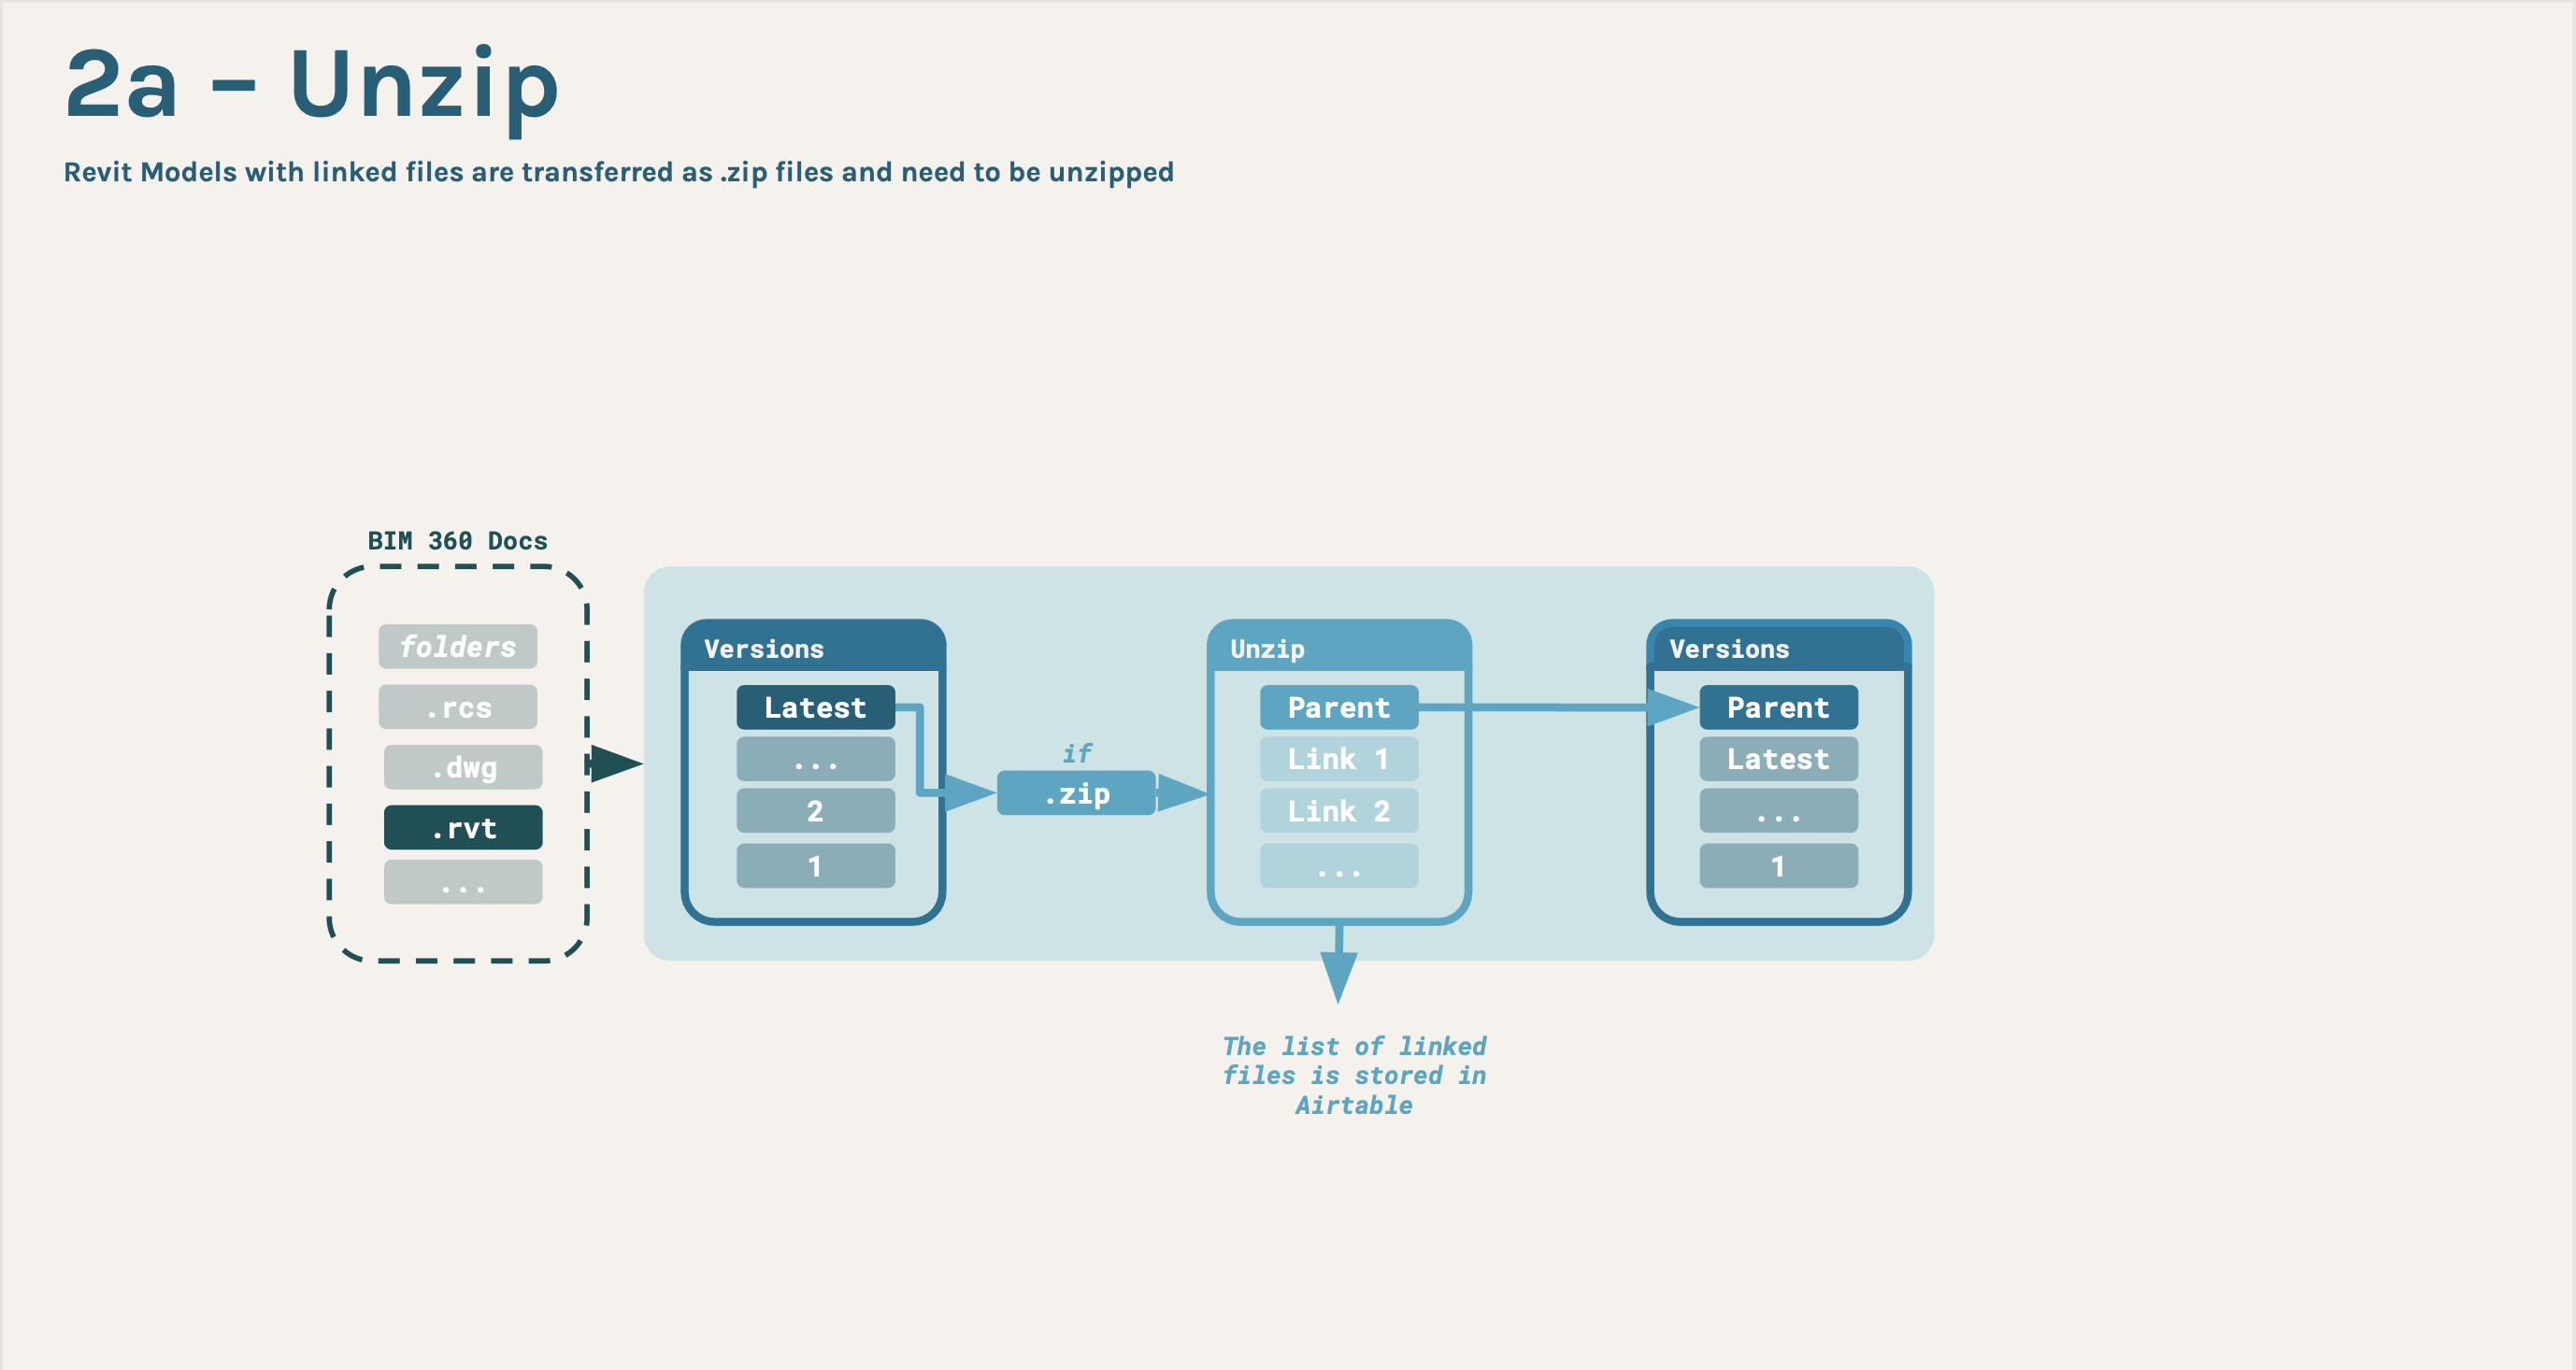 2a – Unzip
Revit Models with linked files are transferred as .zip files and need to be unzipped
BIM 360 Docs
folders
.rcs
.dwg
.rvt
...
Versions
Latest
...
2
1
if
.zip
Unzip
Parent
Link 1
Link 2
...
Versions
Parent
Latest
...
1
The list of linked
files is stored in
Airtable